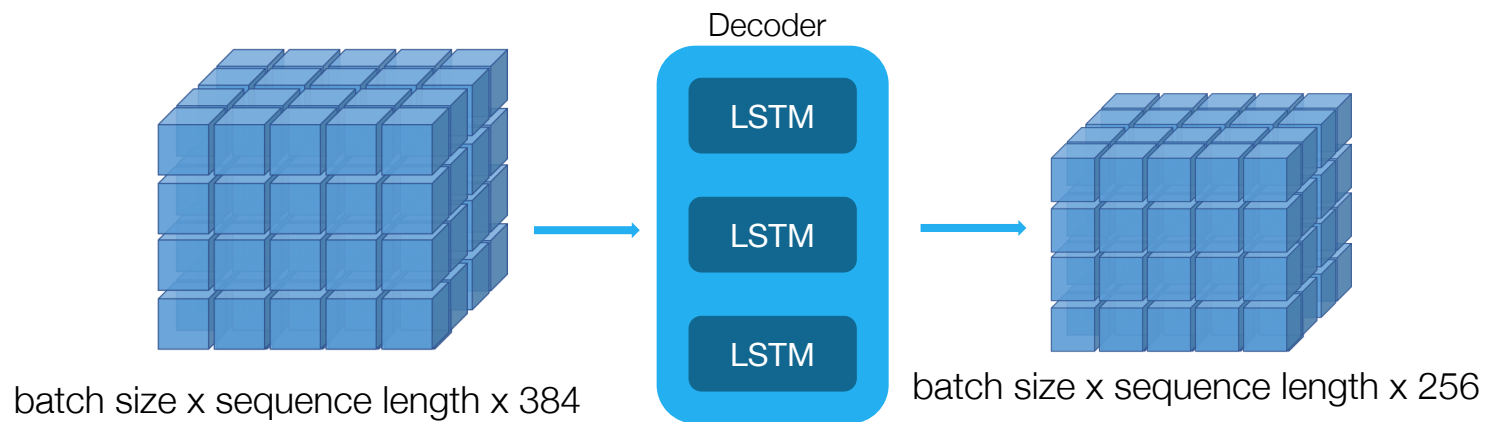 Decoder
LSTM
LSTM
LSTM
batch size x sequence length x 384
batch size x sequence length x 256